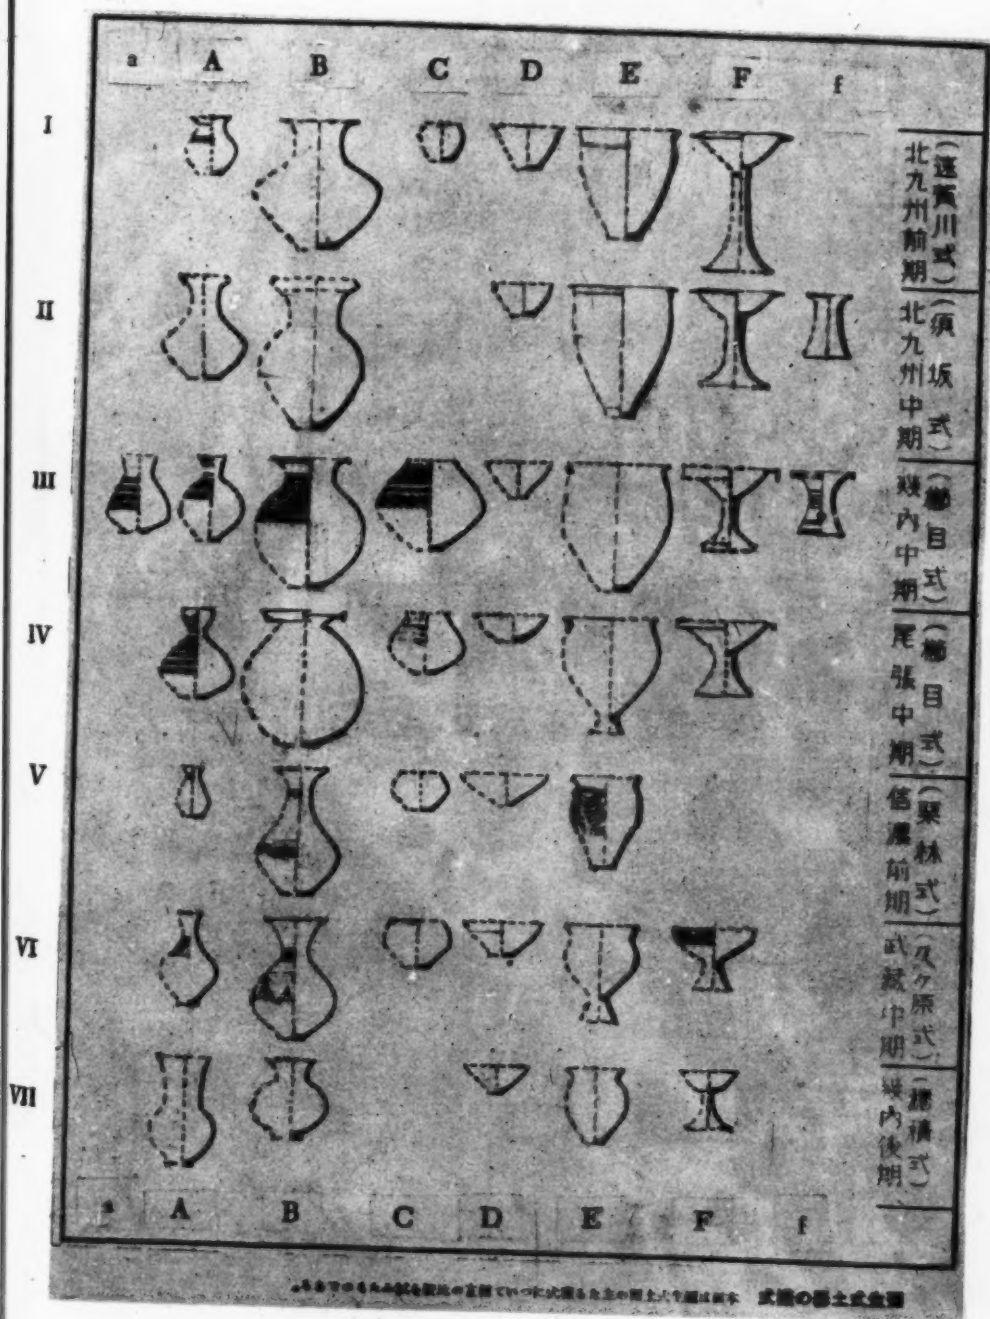 a A B C D E F f
I
北九州前期
(遠賀川式)
II
北九州中期
(須坂式)
III
畿内中期
(櫛目式)
IV
尾張中期
(櫛目式)
V
信濃前期
(栗林式)
VI
武蔵中期
(久ヶ原式)
VII
畿内後期
(穂積式)
a A B C D E F f
弥生式土器の様式